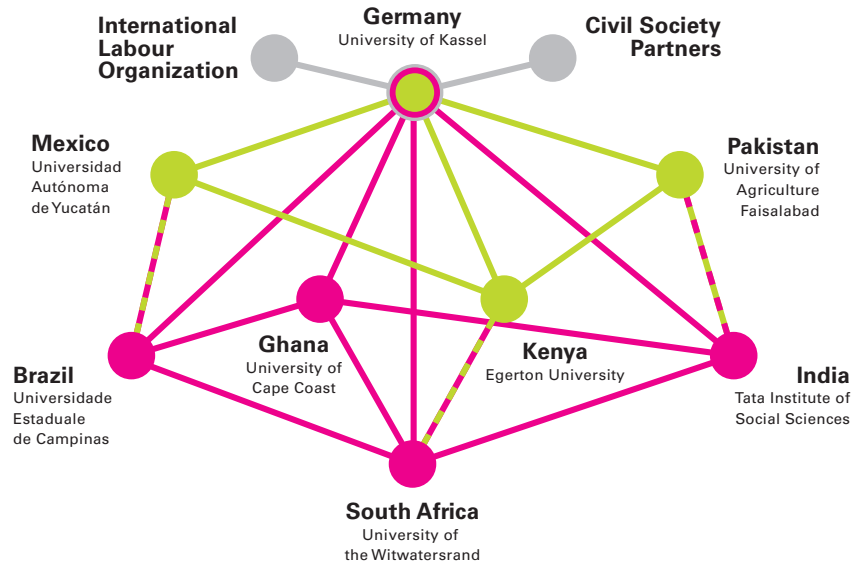 International
Labour
Organization
Germany
University of Kassel
Civil Society
Partners
Mexico
Universidad
Autónoma
de Yucatán
Pakistan
University of
Agriculture
Faisalabad
Ghana
University of
Cape Coast
Kenya
Egerton University
Brazil
Universidade
Estaduale
de Campinas
India
Tata Institute of
Social Sciences
South Africa
University of
the Witwatersrand